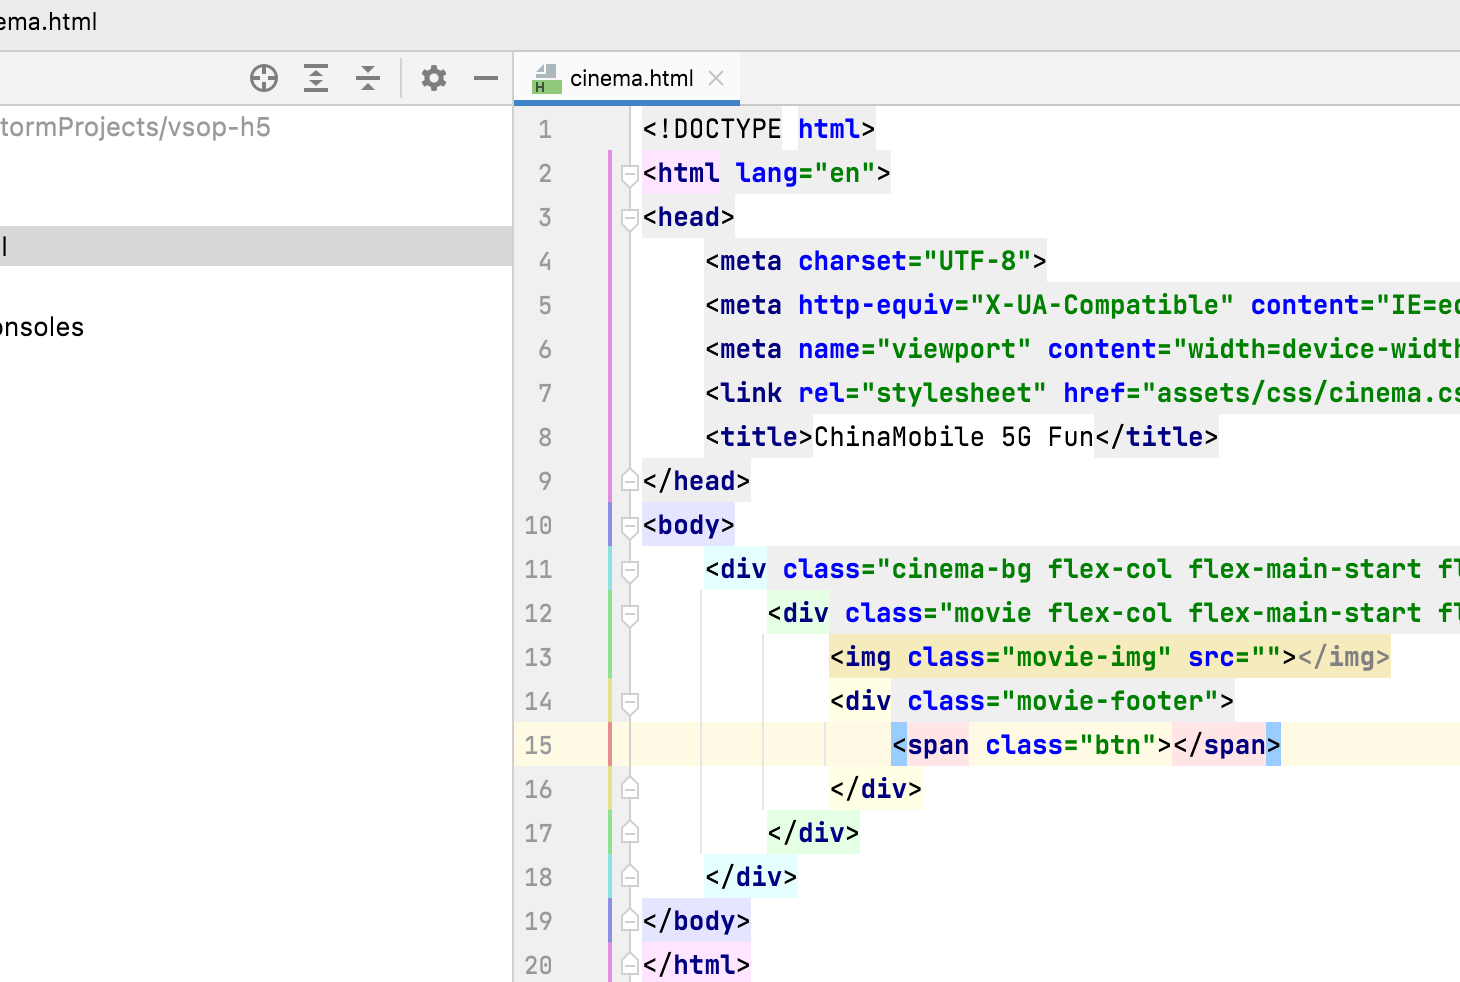 ema.html
cinema.html
tormProjects/vsop-h5
l
onsoles
1 <!DOCTYPE html>
2 <html lang="en">
3 <head>
4 <meta charset="UTF-8">
5 <meta http-equiv="X-UA-Compatible" content="IE=ed
6 <meta name="viewport" content="width=device-width
7 <link rel="stylesheet" href="assets/css/cinema.cs
8 <title>ChinaMobile 5G Fun</title>
9 </head>
10 <body>
11 <div class="cinema-bg flex-col flex-main-start fl
12 <div class="movie flex-col flex-main-start fl
13 <img class="movie-img" src=""></img>
14 <div class="movie-footer">
15 <span class="btn"></span>
16 </div>
17 </div>
18 </div>
19 </body>
20 </html>